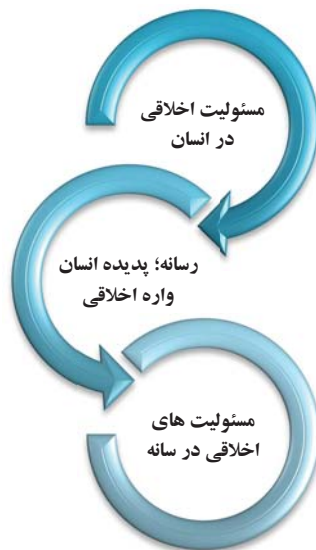 مسئولیت اخلاقی
در انسان
رسانه؛ پدیده انسان
واره اخلاقی
مسئولیت های
اخلاقی در سانه